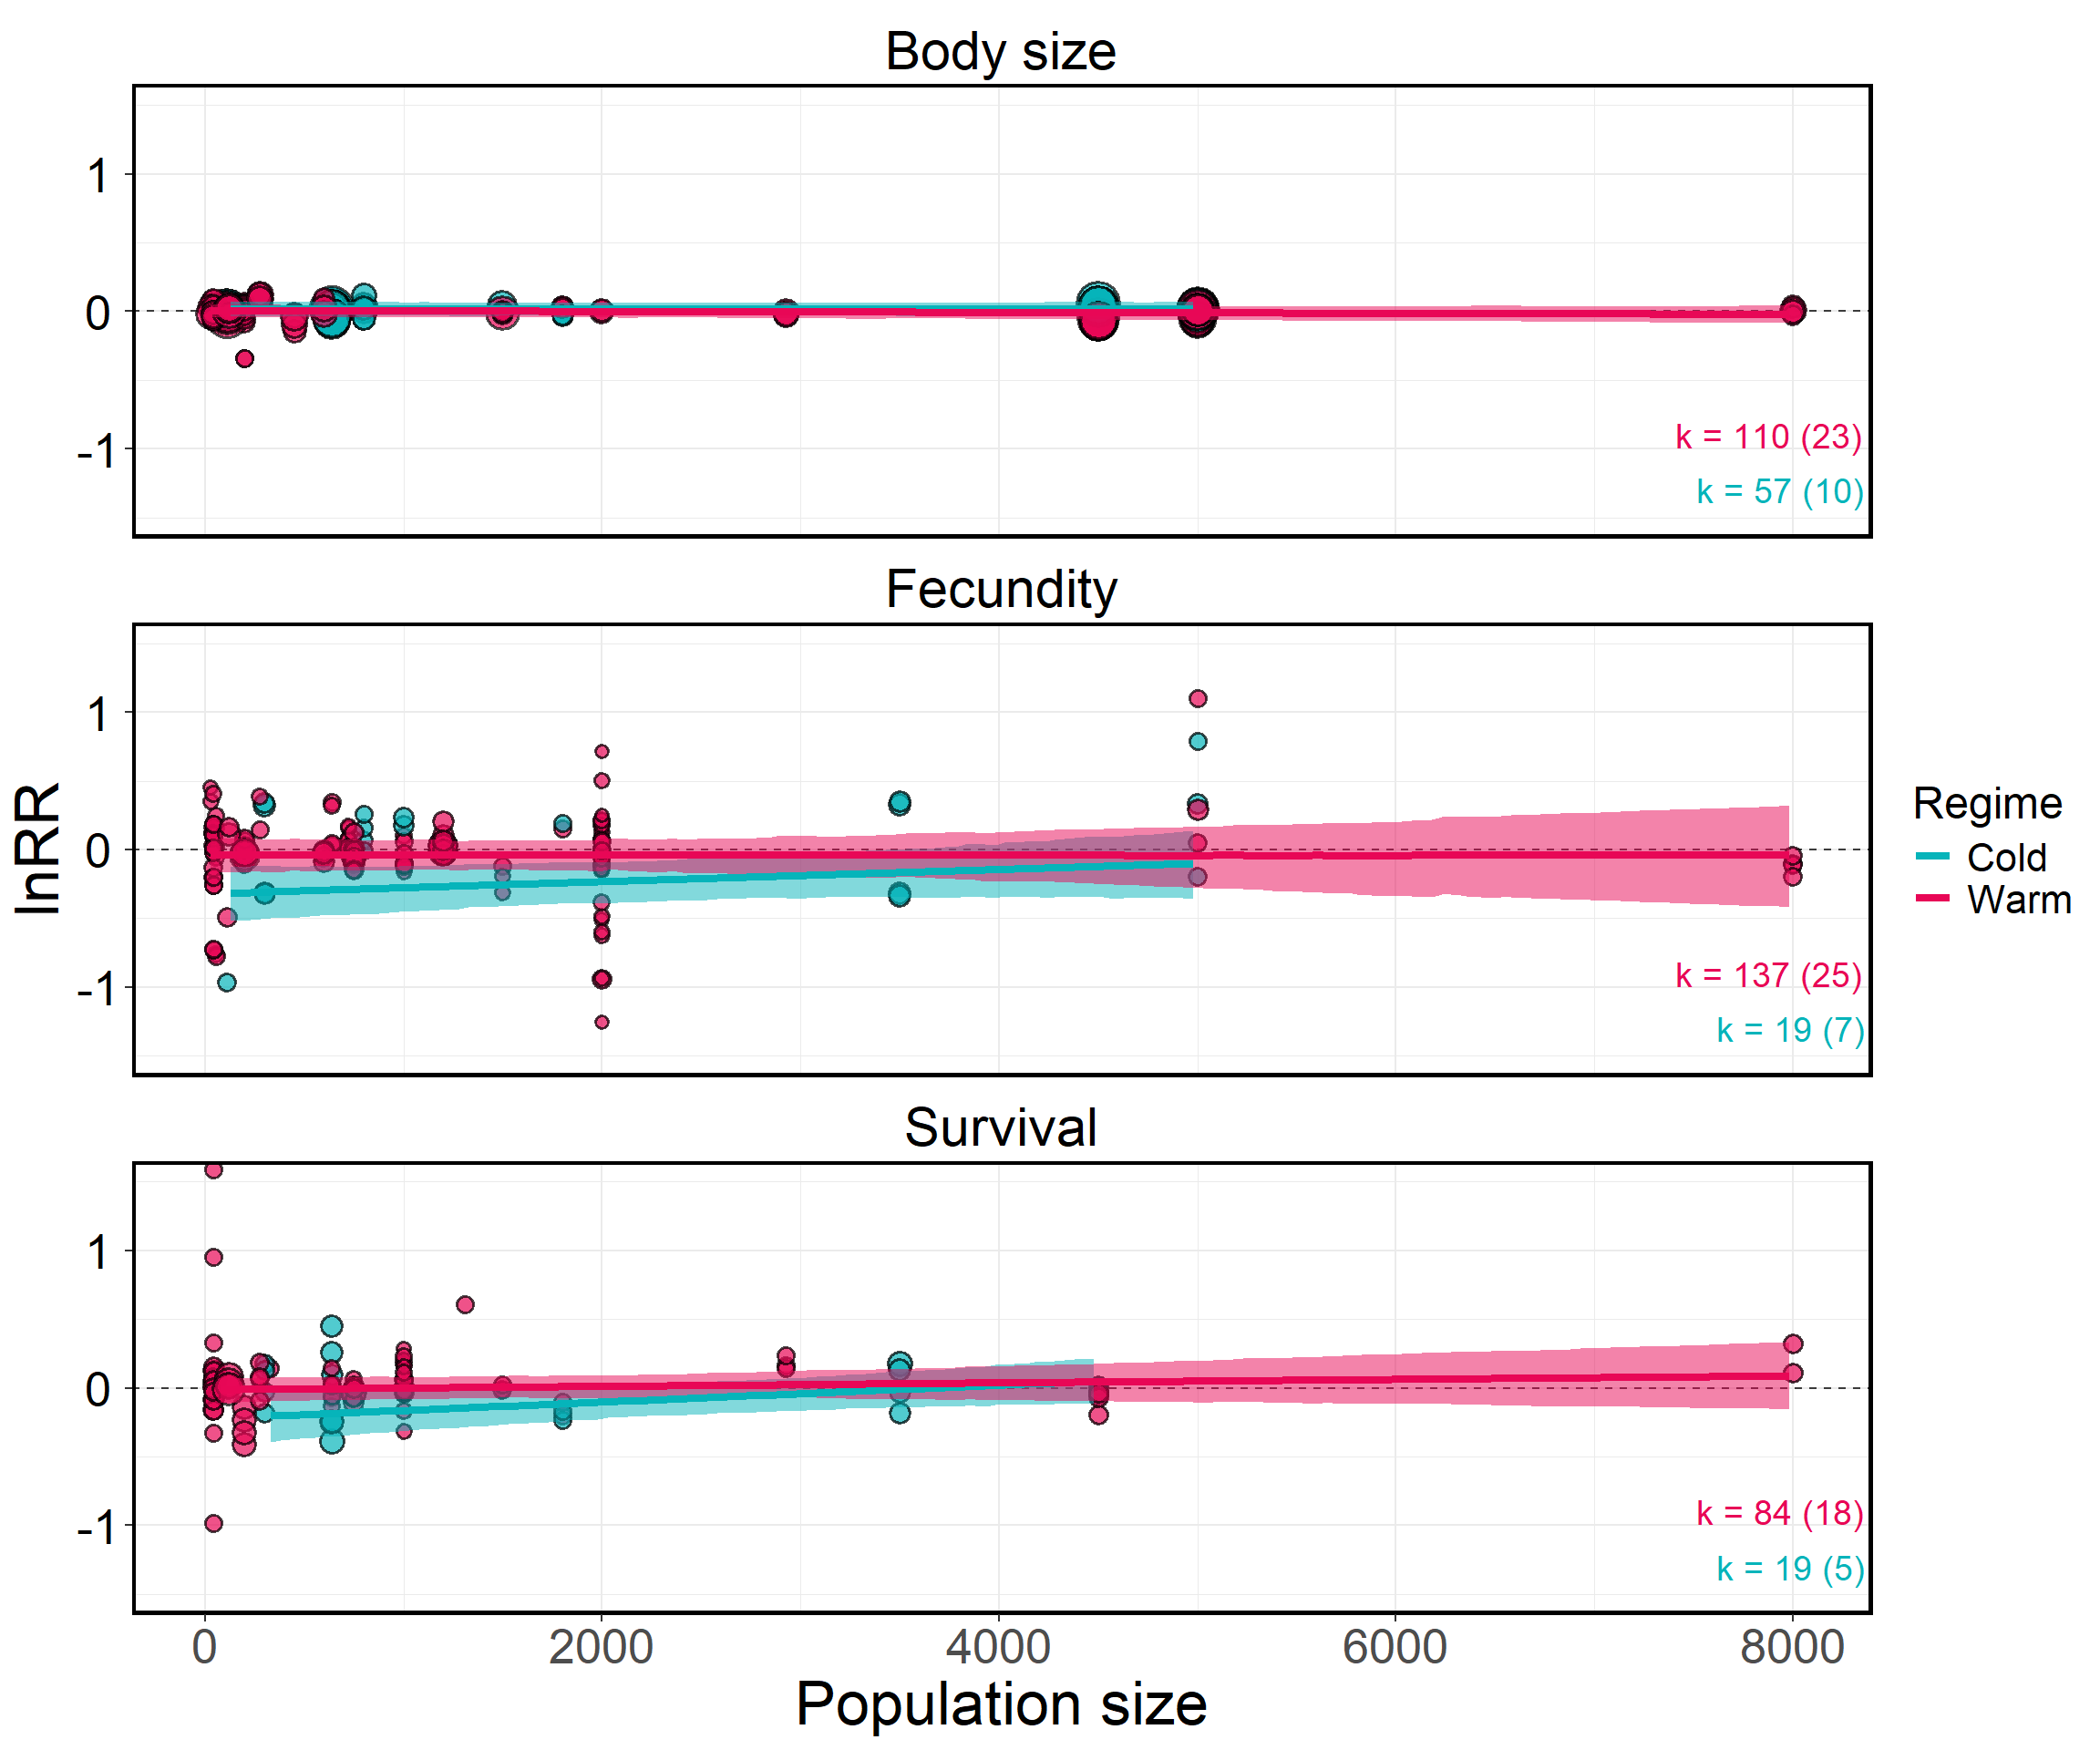 Body size
1
0
-1
k = 110 (23)
k = 57 (10)
Fecundity
1
0
-1
k = 137 (25)
k = 19 (7)
lnRR
Regime
Cold
Warm
Survival
1
0
-1
k = 84 (18)
k = 19 (5)
0 2000 4000 6000 8000
Population size